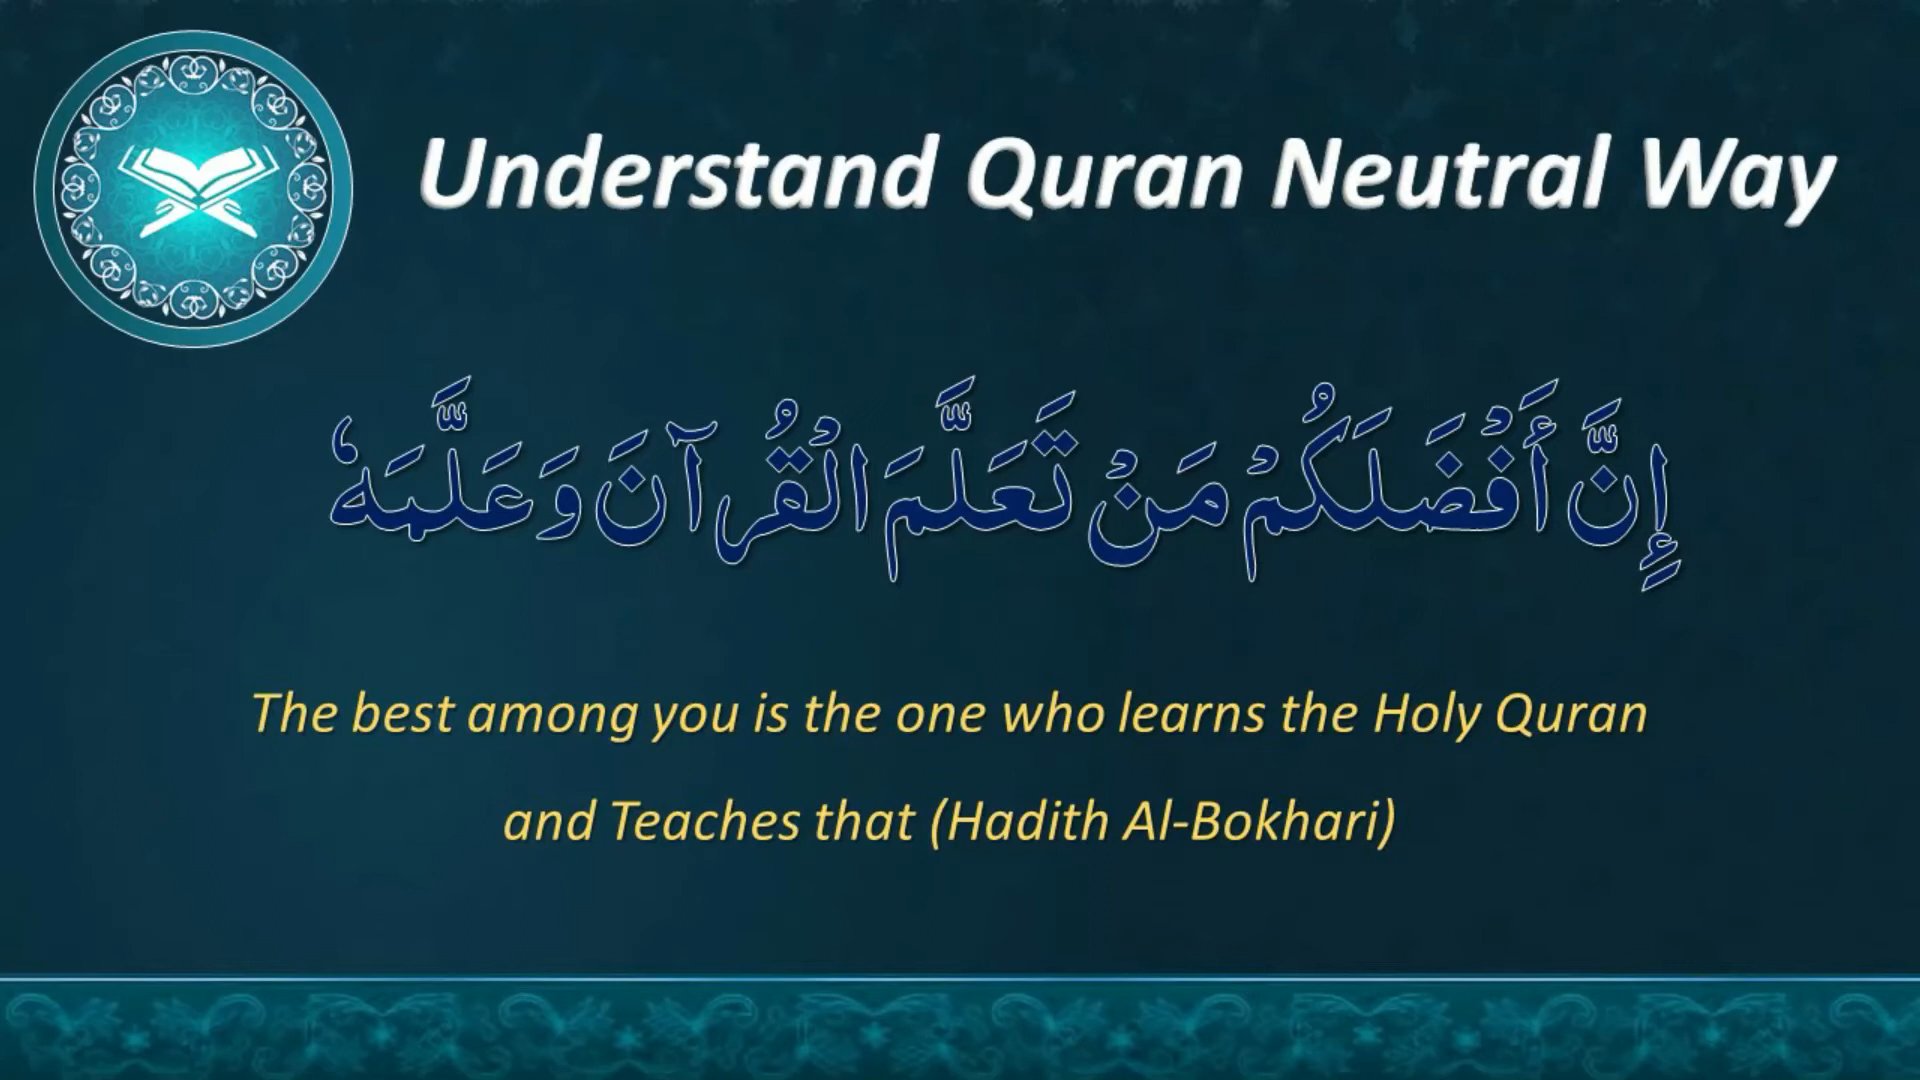 Understand Quran Neutral Way
إِنَّ أَفْضَلَكُمْ مَنْ تَعَلَّمَ الْقُرآنَ وَعَلَّمَهٗ
The best among you is the one who learns the Holy Quran
and Teaches that (Hadith Al-Bokhari)